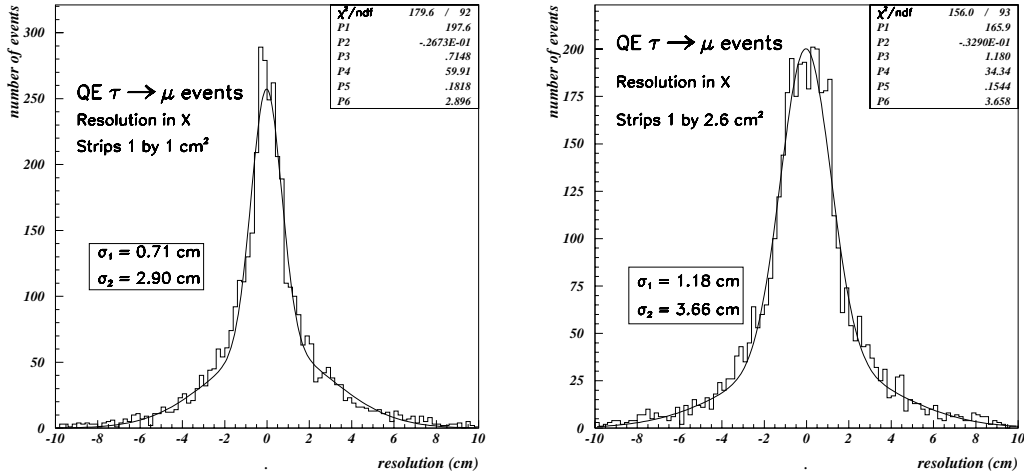 number of events
χ²/ndf 179.6 / 92
P1 197.6
P2 -.2673E-01
P3 .7148
P4 59.91
P5 .1818
P6 2.896
QE τ → μ events
Resolution in X
Strips 1 by 1 cm²
σ₁ = 0.71 cm
σ₂ = 2.90 cm
300
250
200
150
100
50
0
-10 -8 -6 -4 -2 0 2 4 6 8 10
resolution (cm)
number of events
χ²/ndf 156.0 / 93
P1 165.9
P2 -.3290E-01
P3 1.180
P4 34.34
P5 .1544
P6 3.658
QE τ → μ events
Resolution in X
Strips 1 by 2.6 cm²
σ₁ = 1.18 cm
σ₂ = 3.66 cm
200
175
150
125
100
75
50
25
0
-10 -8 -6 -4 -2 0 2 4 6 8 10
resolution (cm)